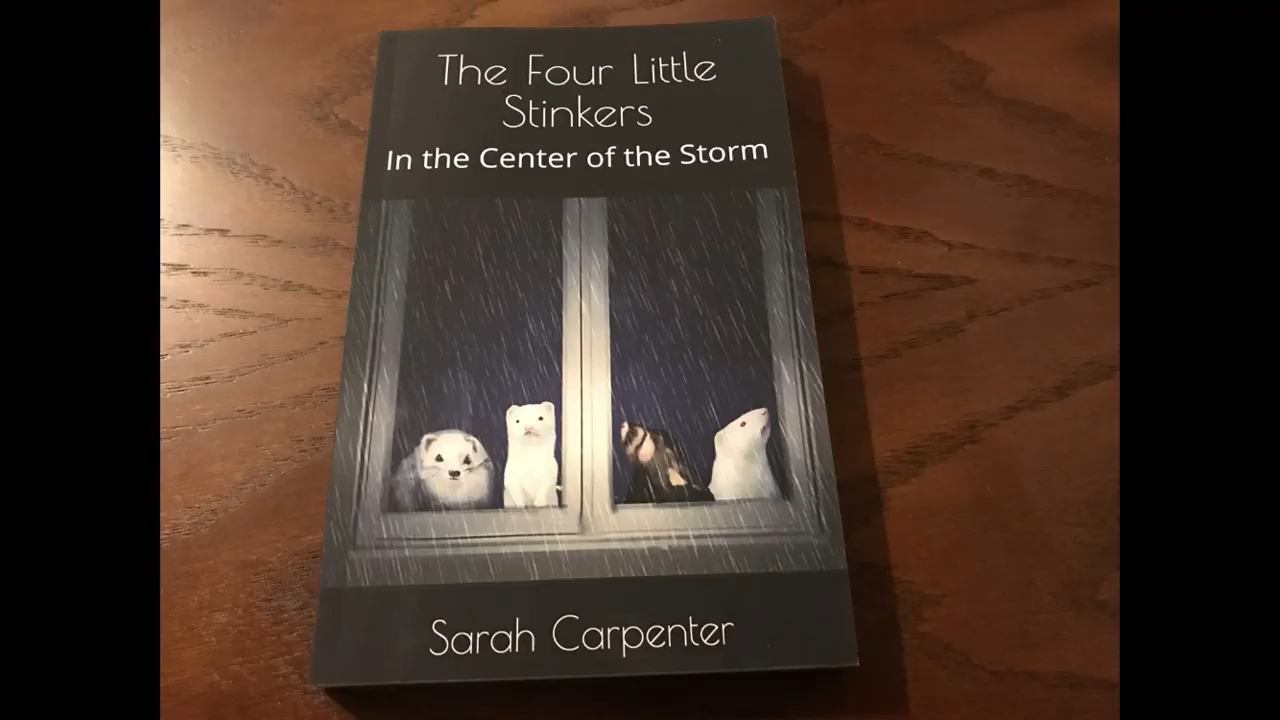 The Four Little
Stinkers
In the Center of the Storm
Sarah Carpenter